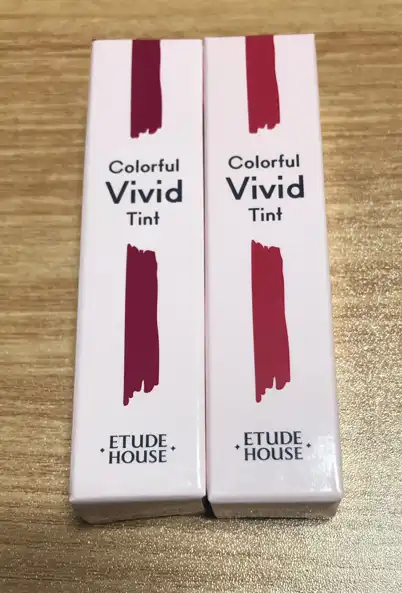 Colorful
Vivid
Tint
ETUDE
HOUSE
Colorful
Vivid
Tint
ETUDE
HOUSE